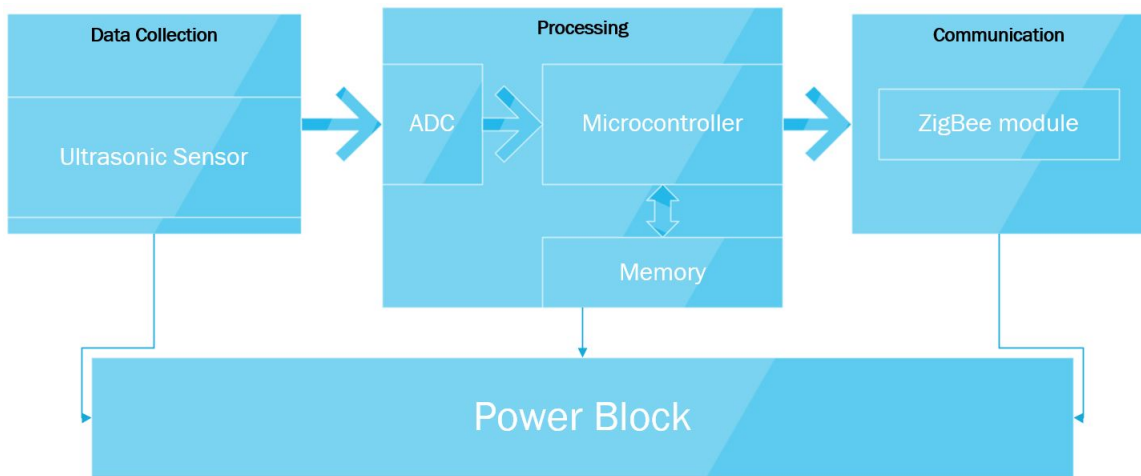 Data Collection
Ultrasonic Sensor
Processing
ADC
Microcontroller
Memory
Communication
ZigBee module
Power Block